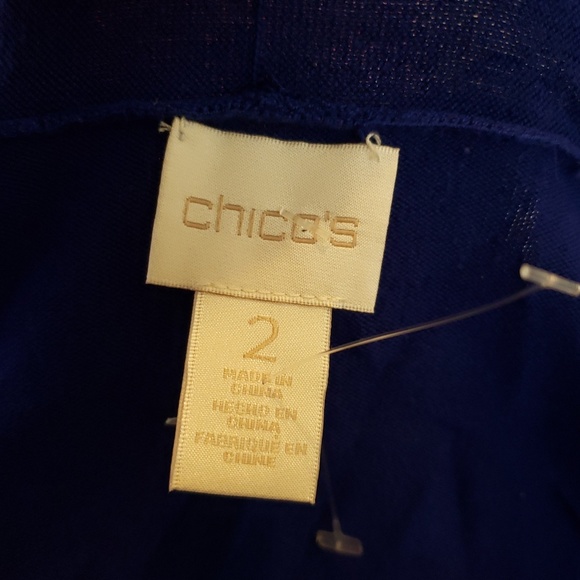 chico's
2
MADE IN
CHINA
HECHO EN
CHINA
FABRIQUÉ EN
CHINE